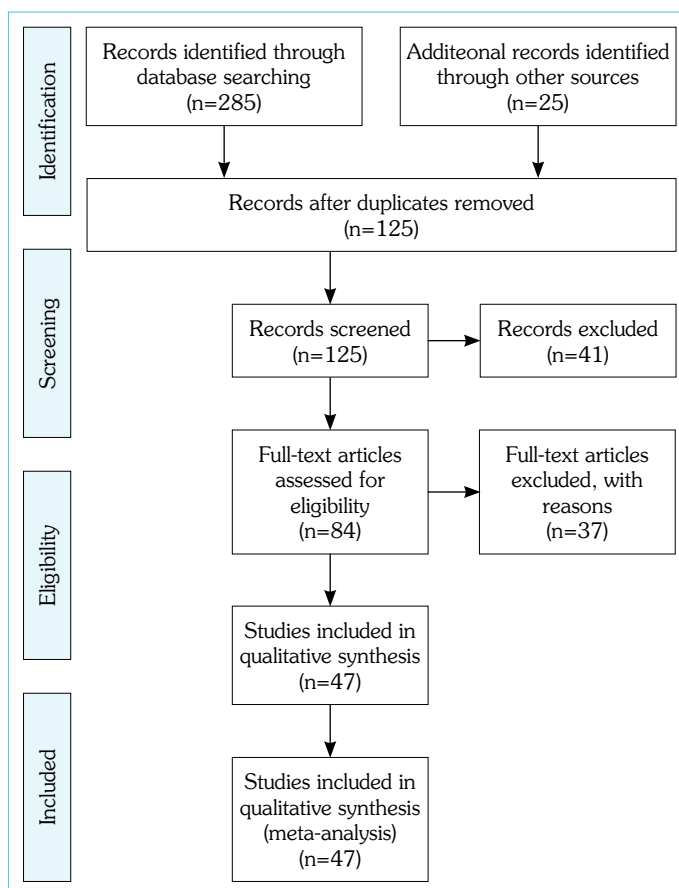 Identification
Records identified through
database searching
(n=285)
Additeonal records identified
through other sources
(n=25)
Records after duplicates removed
(n=125)
Screening
Records screened
(n=125)
Records excluded
(n=41)
Eligibility
Full-text articles
assessed for
eligibility
(n=84)
Full-text articles
excluded, with
reasons
(n=37)
Studies included in
qualitative synthesis
(n=47)
Included
Studies included in
qualitative synthesis
(meta-analysis)
(n=47)